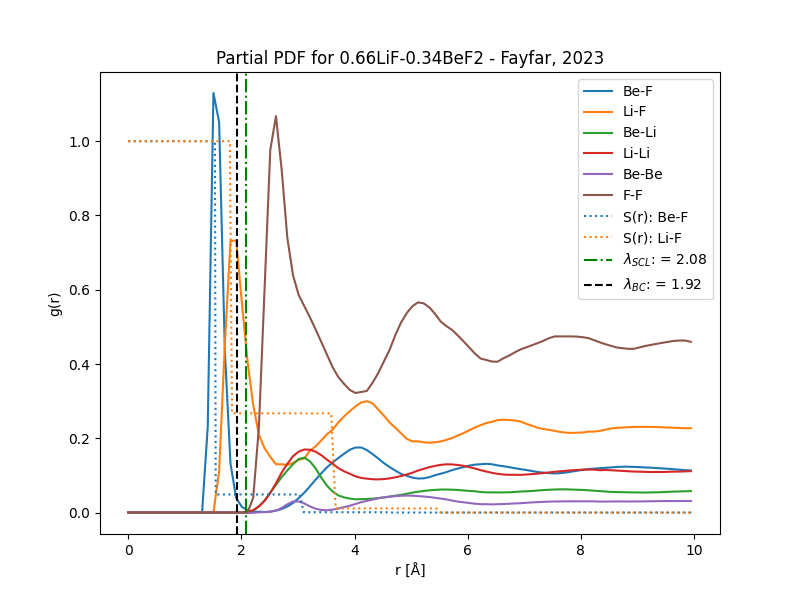 Partial PDF for 0.66LiF-0.34BeF2 - Fayfar, 2023
g(r)
1.0
0.8
0.6
0.4
0.2
0.0
Be-F
Li-F
Be-Li
Li-Li
Be-Be
F-F
S(r): Be-F
S(r): Li-F
λ_SCL: = 2.08
λ_BC: = 1.92
0 2 4 6 8 10
r [Å]